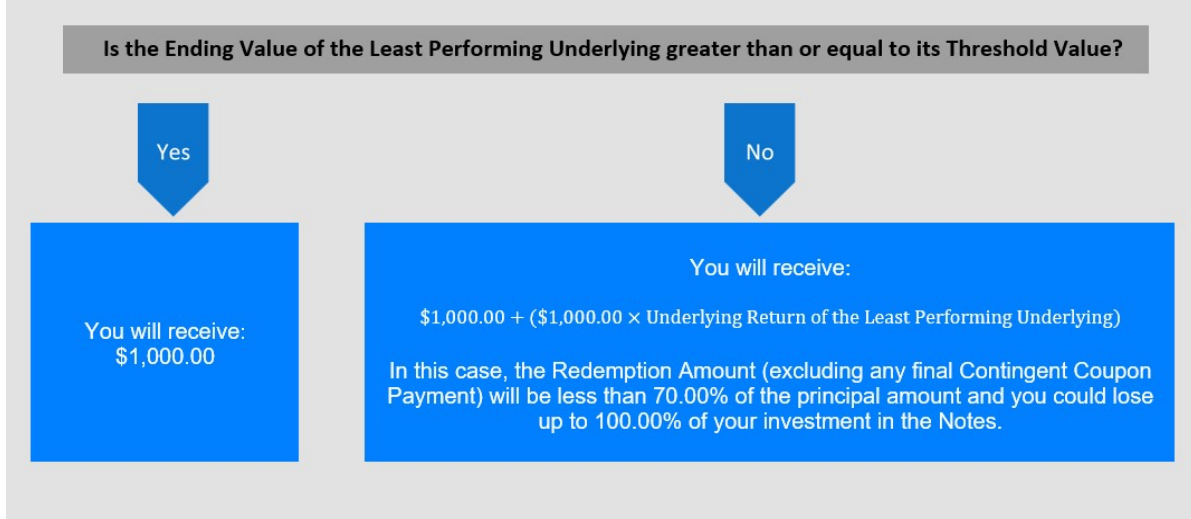 Is the Ending Value of the Least Performing Underlying greater than or equal to its Threshold Value?
Yes
No
You will receive:
$1,000.00
You will receive:
$1,000.00 + ($1,000.00 × Underlying Return of the Least Performing Underlying)
In this case, the Redemption Amount (excluding any final Contingent Coupon
Payment) will be less than 70.00% of the principal amount and you could lose
up to 100.00% of your investment in the Notes.